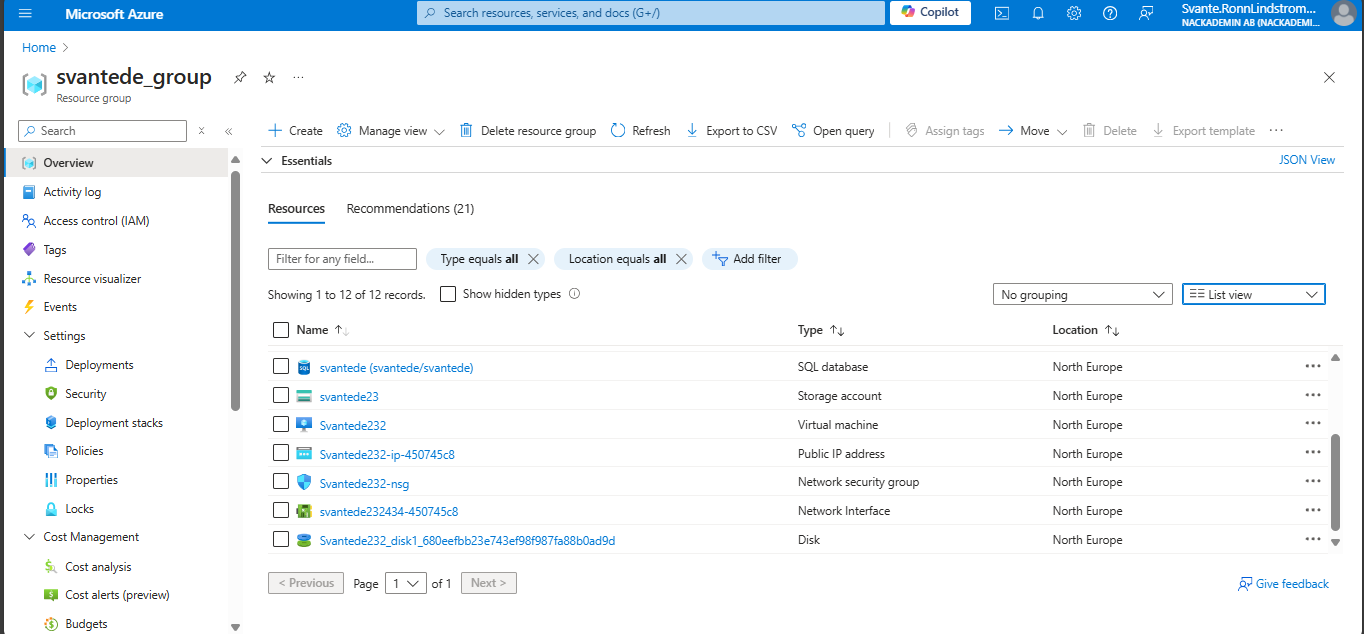 Microsoft Azure
Search resources, services, and docs (G+/)
Copilot
Svante.RonnLindstrom...
NACKADEMIN AB (NACKADEMI...
Home
svantede_group
Resource group
Search
Create
Manage view
Delete resource group
Refresh
Export to CSV
Open query
Assign tags
Move
Delete
Export template
Overview
Activity log
Access control (IAM)
Tags
Resource visualizer
Events
Settings
Deployments
Security
Deployment stacks
Policies
Properties
Locks
Cost Management
Cost analysis
Cost alerts (preview)
Budgets
Essentials
JSON View
Resources
Recommendations (21)
Filter for any field...
Type equals all
Location equals all
Add filter
Showing 1 to 12 of 12 records.
Show hidden types
No grouping
List view
Name Type Location
svantede (svantede/svantede) SQL database North Europe
svantede23 Storage account North Europe
Svantede232 Virtual machine North Europe
Svantede232-ip-450745c8 Public IP address North Europe
Svantede232-nsg Network security group North Europe
svantede232434-450745c8 Network Interface North Europe
Svantede232_disk1_680eefbb23e743ef98f987fa88b0ad9d Disk North Europe
< Previous Page 1 of 1 Next >
Give feedback